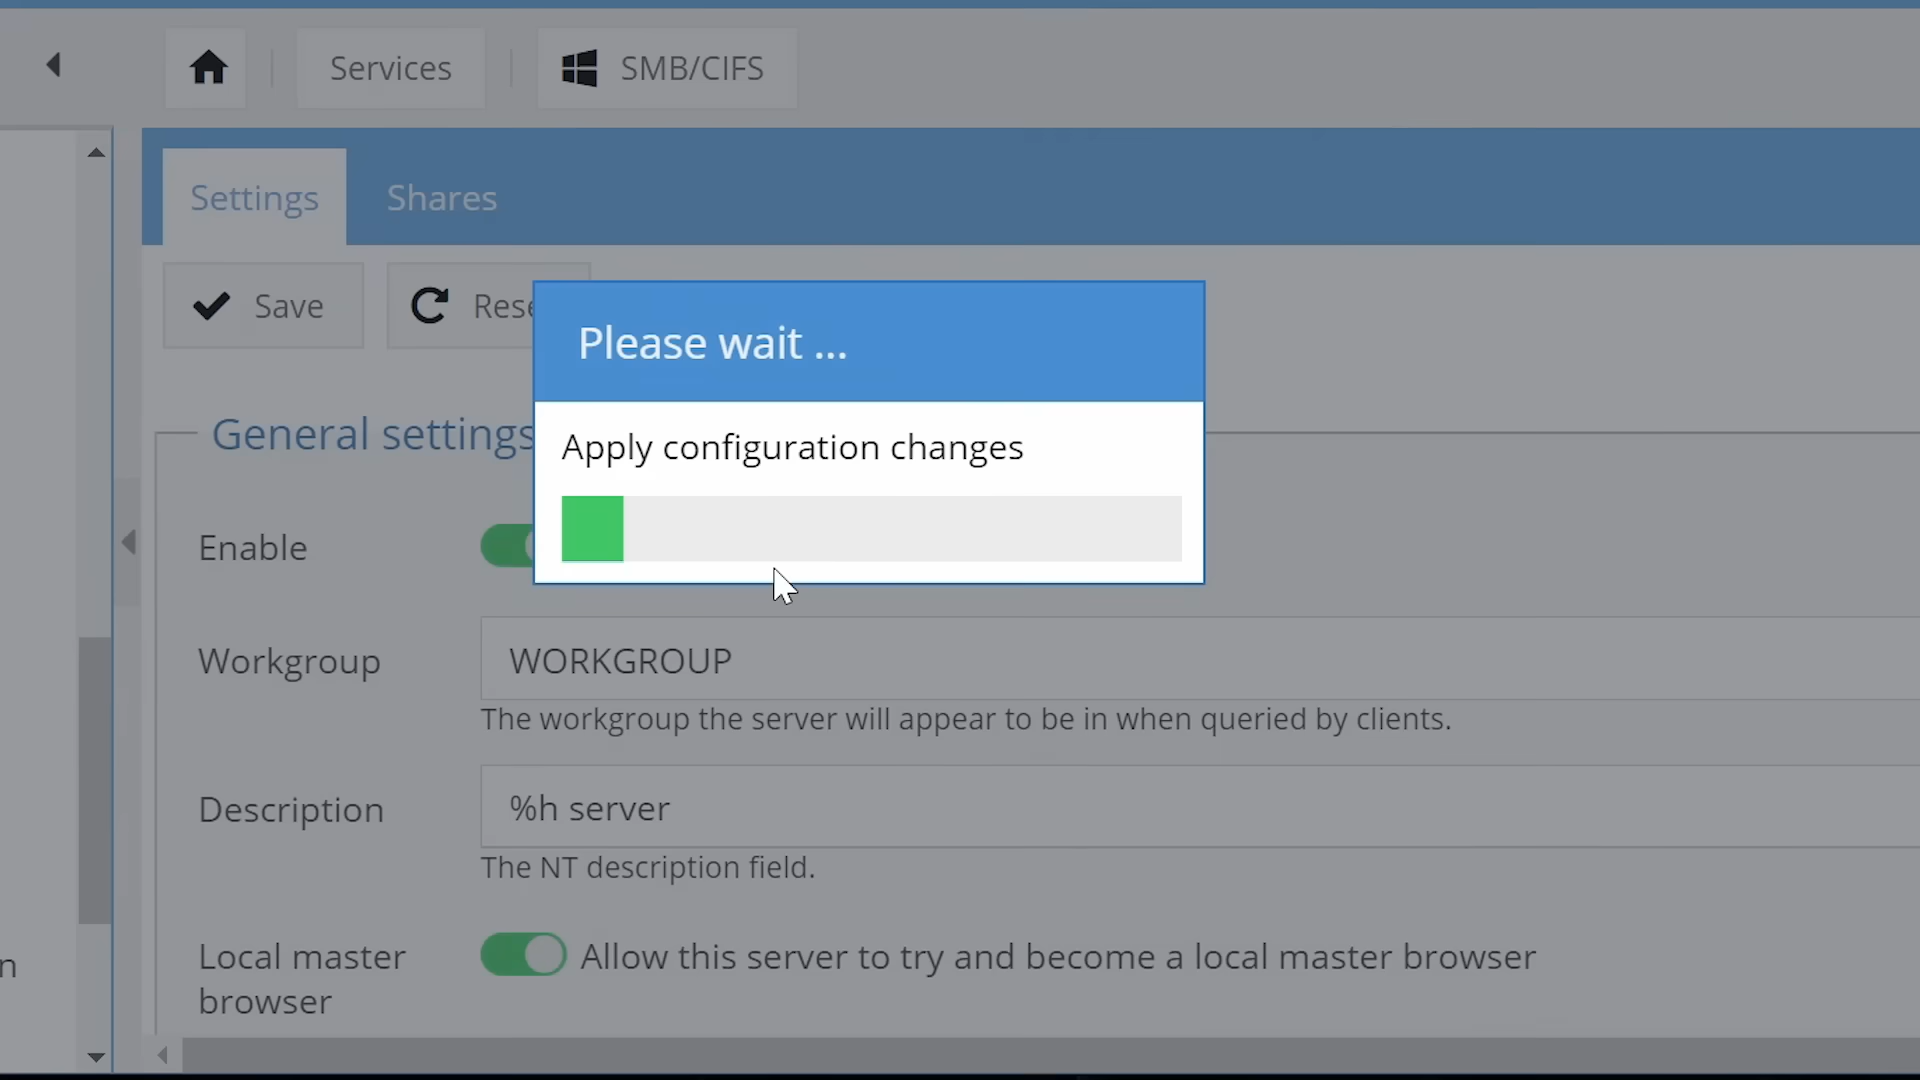 Services
SMB/CIFS
Settings
Shares
Save
Rese
Please wait ...
Apply configuration changes
General settings
Enable
Workgroup
WORKGROUP
The workgroup the server will appear to be in when queried by clients.
Description
%h server
The NT description field.
Local master
browser
Allow this server to try and become a local master browser
n